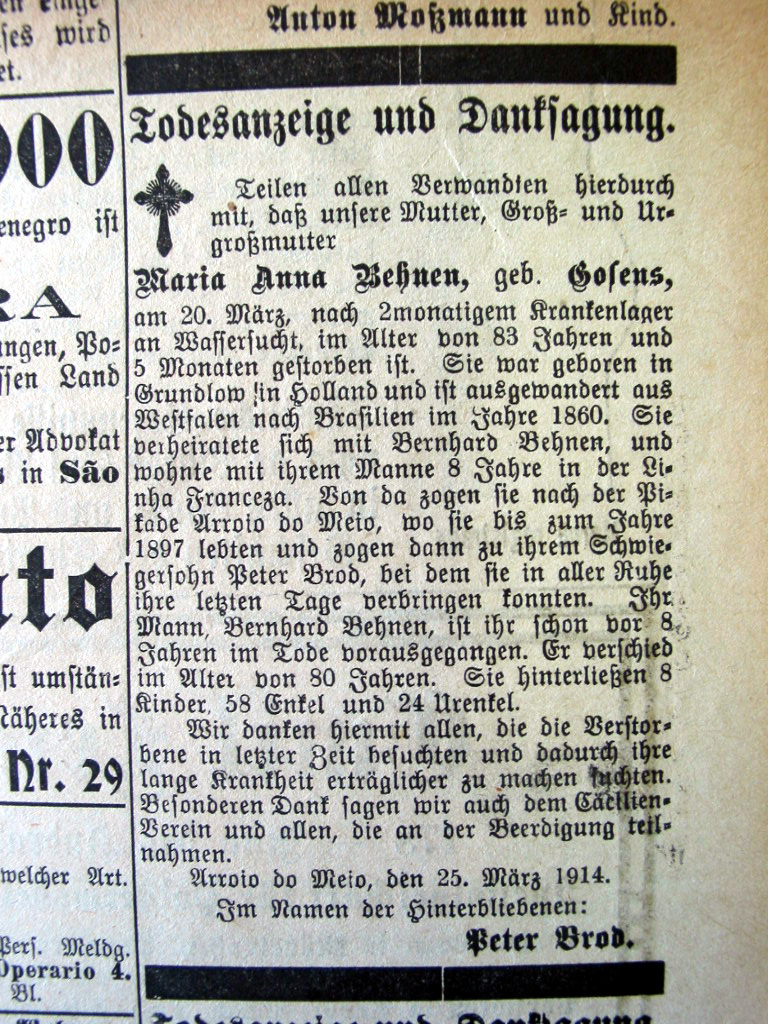 Anton Moßmann und Kind.
Todesanzeige und Danksagung.
Teilen allen Verwandten hierdurch
mit, daß unsere Mutter, Groß- und Ur-
großmutter
Maria Anna Behnen, geb. Gosens,
am 20. März, nach 2monatigem Krankenlager
an Wassersucht, im Alter von 83 Jahren und
5 Monaten gestorben ist. Sie war geboren in
Grundlow in Holland und ist ausgewandert aus
Westfalen nach Brasilien im Jahre 1860. Sie
verheiratete sich mit Bernhard Behnen, und
wohnte mit ihrem Manne 8 Jahre in der Li-
nha Franceza. Von da zogen sie nach der Pi-
kade Arroio do Meio, wo sie bis zum Jahre
1897 lebten und zogen dann zu ihrem Schwie-
gersohn Peter Brod, bei dem sie in aller Ruhe
ihre letzten Tage verbringen konnten. Ihr
Mann, Bernhard Behnen, ist ihr schon vor 8
Jahren im Tode vorausgegangen. Er verschied
im Alter von 80 Jahren. Sie hinterließen 8
Kinder, 58 Enkel und 24 Urenkel.
Wir danken hiermit allen, die die Verstor-
bene in letzter Zeit besuchten und dadurch ihre
lange Krankheit erträglicher zu machen suchten.
Besonderen Dank sagen wir auch dem Cäcilien-
Verein und allen, die an der Beerdigung teil-
nahmen.
Arroio do Meio, den 25. März 1914.
Im Namen der Hinterbliebenen:
Peter Brod.
Todesanzeige und Danksagung
wird
000
enegro ist
RA
ngen, Po-
ssen Land
er Advokat
s in São
ato
st umstän-
Näheres in
Nr. 29
welcher Art.
Pers. Meldg.
Operario 4.
Bl.